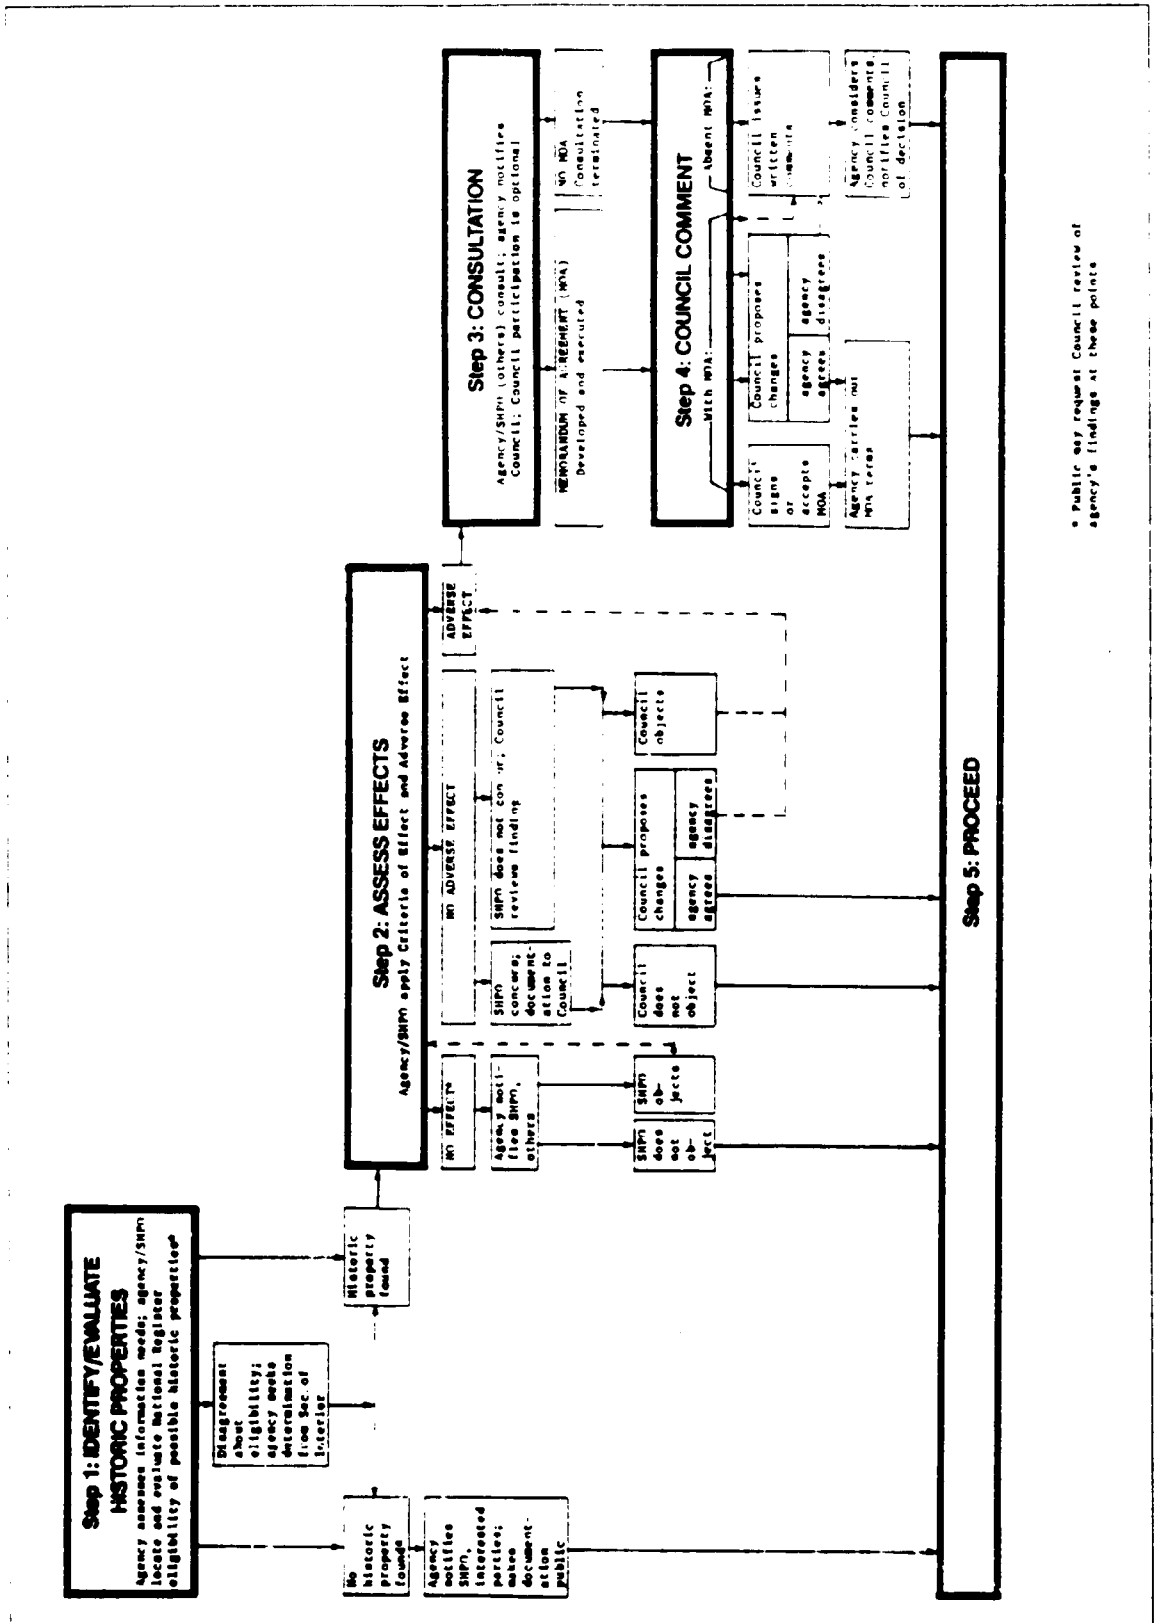 Step 1: IDENTIFY/EVALUATE
HISTORIC PROPERTIES
Agency assesses information needs; agency/SHPO
locate and evaluate National Register
eligibility of possible historic properties*
No
historic
property
found*
Agency
notifies
SHPO,
interested
parties;
makes
document-
ation
public
Disagreement
about
eligibility;
agency seeks
determination
from Sec. of
Interior
Historic
property
found
Step 2: ASSESS EFFECTS
Agency/SHPO apply Criteria of Effect and Adverse Effect
NO EFFECT*
Agency noti-
fies SHPO,
others
SHPO
does
not
ob-
ject
SHPO
ob-
jects
NO ADVERSE EFFECT
SHPO
concurs;
document-
ation to
Council
SHPO does not concur; Council
reviews finding
Council
does
not
object
Council proposes
changes
agency
agrees
agency
disagrees
Council
objects
ADVERSE
EFFECT
Step 3: CONSULTATION
Agency/SHPO (others) consult; agency notifies
Council; Council participation is optional
MEMORANDUM OF AGREEMENT (MOA)
Developed and executed
NO MOA
Consultation
terminated
Step 4: COUNCIL COMMENT
With MOA:
Absent MOA:
Council
signs
or
accepts
MOA
Council proposes
changes
agency
agrees
agency
disagrees
Council issues
written
comments
Agency carries out
MOA terms
Agency considers
Council comments,
notifies Council
of decision
Step 5: PROCEED
* Public may request Council review of
agency's findings at these points